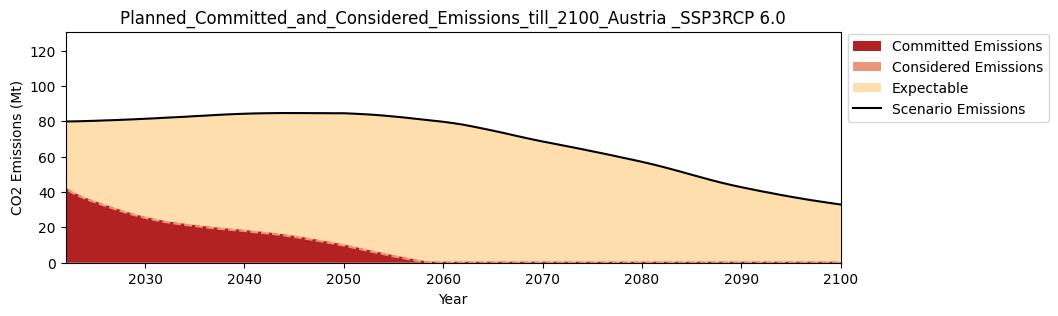 Planned_Committed_and_Considered_Emissions_till_2100_Austria _SSP3RCP 6.0
CO2 Emissions (Mt)
120
100
80
60
40
20
0
2030 2040 2050 2060 2070 2080 2090 2100
Year
Committed Emissions
Considered Emissions
Expectable
Scenario Emissions